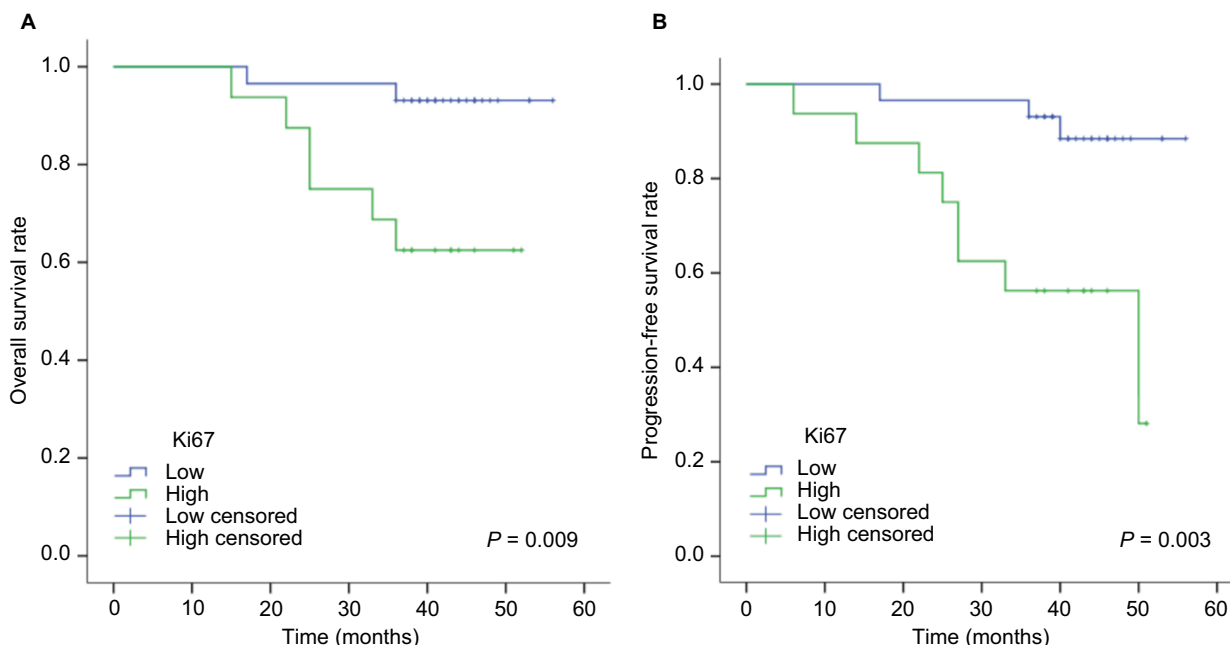 A
Overall survival rate
1.0
0.8
0.6
0.4
0.2
0.0
Ki67
Low
High
Low censored
High censored
P = 0.009
0 10 20 30 40 50 60
Time (months)
B
Progression-free survival rate
1.0
0.8
0.6
0.4
0.2
0.0
Ki67
Low
High
Low censored
High censored
P = 0.003
0 10 20 30 40 50 60
Time (months)